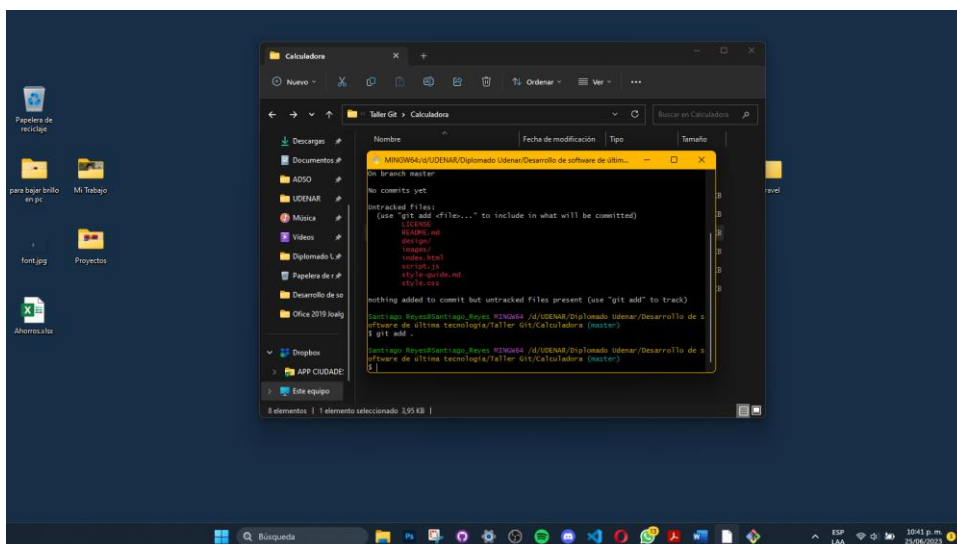 Calculadora
Nuevo
Ordenar
Ver
Taller Git > Calculadora
Buscar en Calculadora
Nombre
Fecha de modificación
Tipo
Tamaño
Papelera de
reciclaje
para bajar brillo
en pc
Mi Trabajo
font.jpg
Proyectos
Ahorros.xlsx
Descargas
Documentos
ADSO
UDENAR
Música
Videos
Diplomado U
Papelera de r
Desarrollo de so
Office 2019 Joalg
Dropbox
APP CIUDADE
Este equipo
MINGW64:/d/UDENAR/Diplomado Udenar/Desarrollo de software de últim...
On branch master
No commits yet
Untracked files:
(use "git add <file>..." to include in what will be committed)
LICENSE
README.md
design/
images/
index.html
script.js
style-guide.md
style.css
nothing added to commit but untracked files present (use "git add" to track)
Santiago Reyes@Santiago_Reyes MINGW64 /d/UDENAR/Diplomado Udenar/Desarrollo de s
oftware de última tecnología/Taller Git/Calculadora (master)
$ git add .
Santiago Reyes@Santiago_Reyes MINGW64 /d/UDENAR/Diplomado Udenar/Desarrollo de s
oftware de última tecnología/Taller Git/Calculadora (master)
$
8 elementos | 1 elemento seleccionado 3,95 KB |
Búsqueda
ESP
LAA
10:41 p. m.
25/06/2023